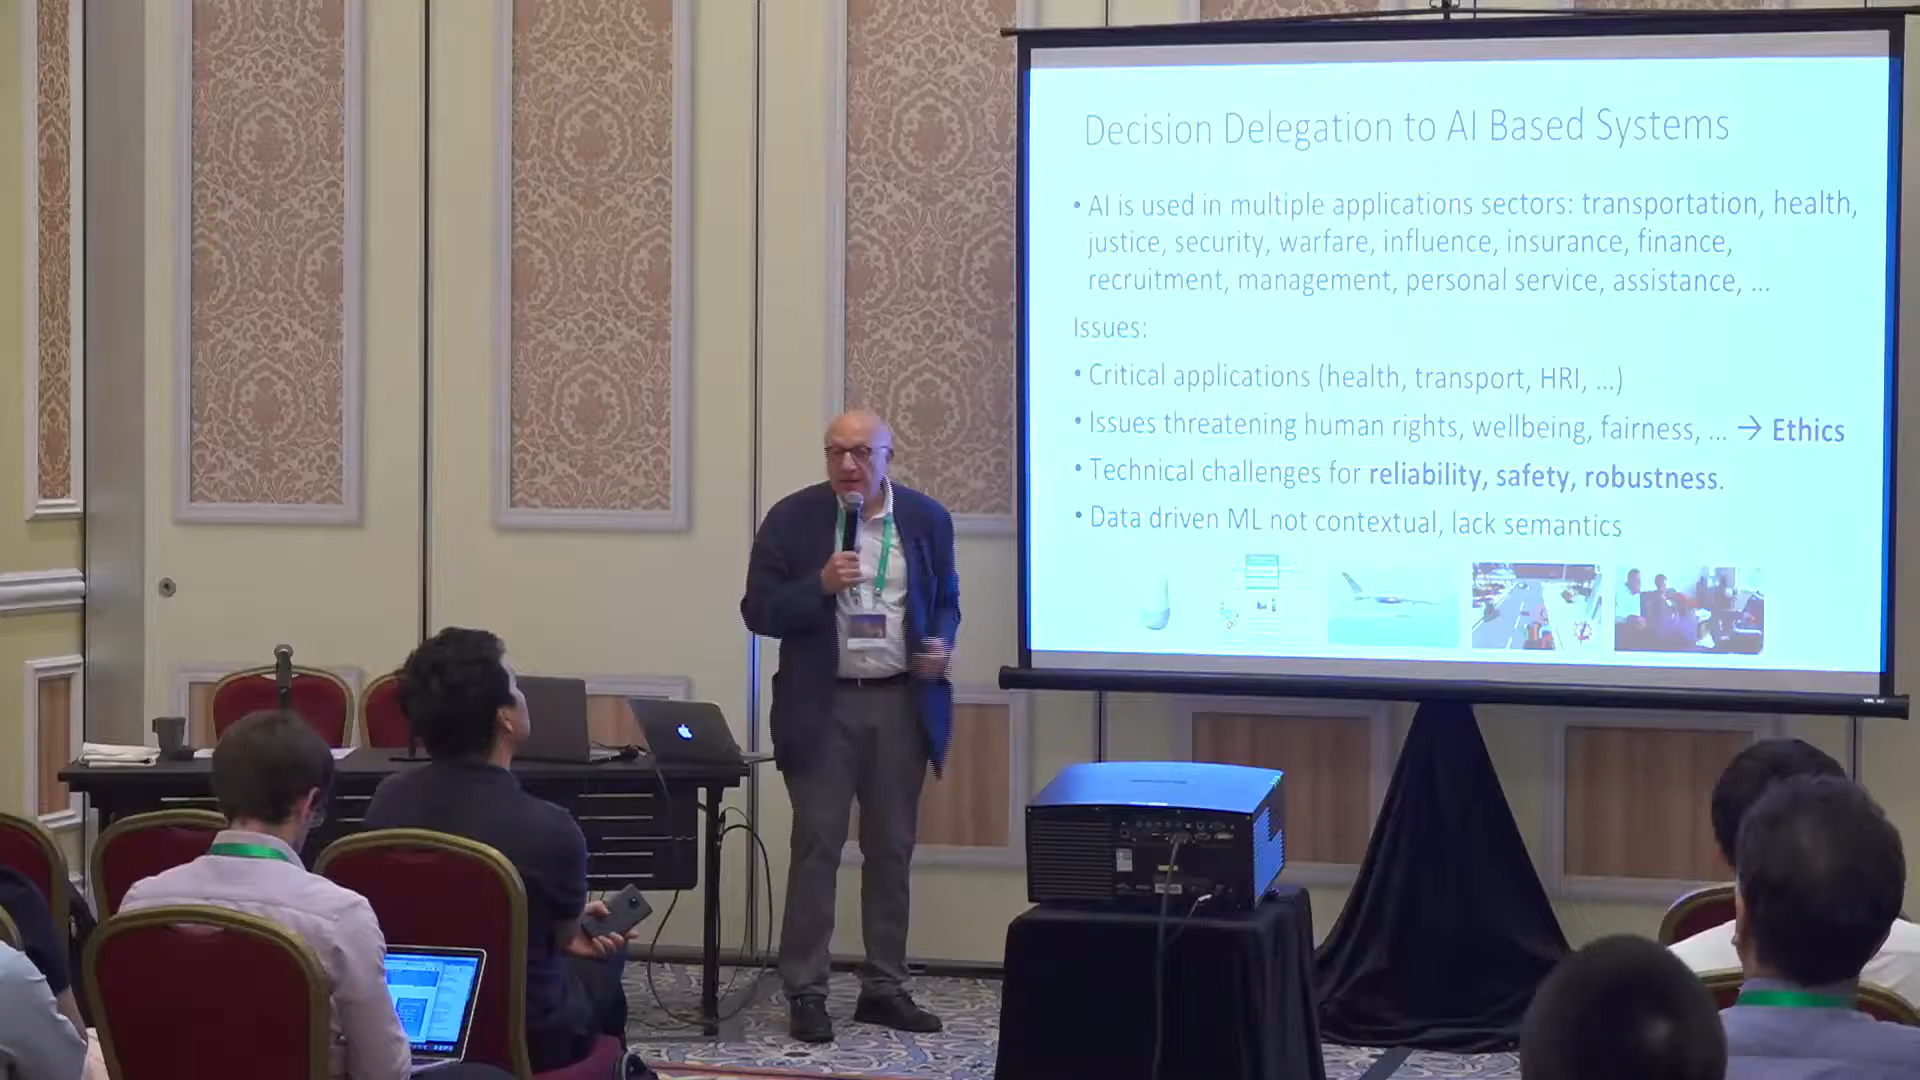 Decision Delegation to AI Based Systems
• AI is used in multiple applications sectors: transportation, health,
justice, security, warfare, influence, insurance, finance,
recruitment, management, personal service, assistance, ...
Issues:
• Critical applications (health, transport, HRI, ...)
• Issues threatening human rights, wellbeing, fairness, ... → Ethics
• Technical challenges for reliability, safety, robustness.
• Data driven ML not contextual, lack semantics